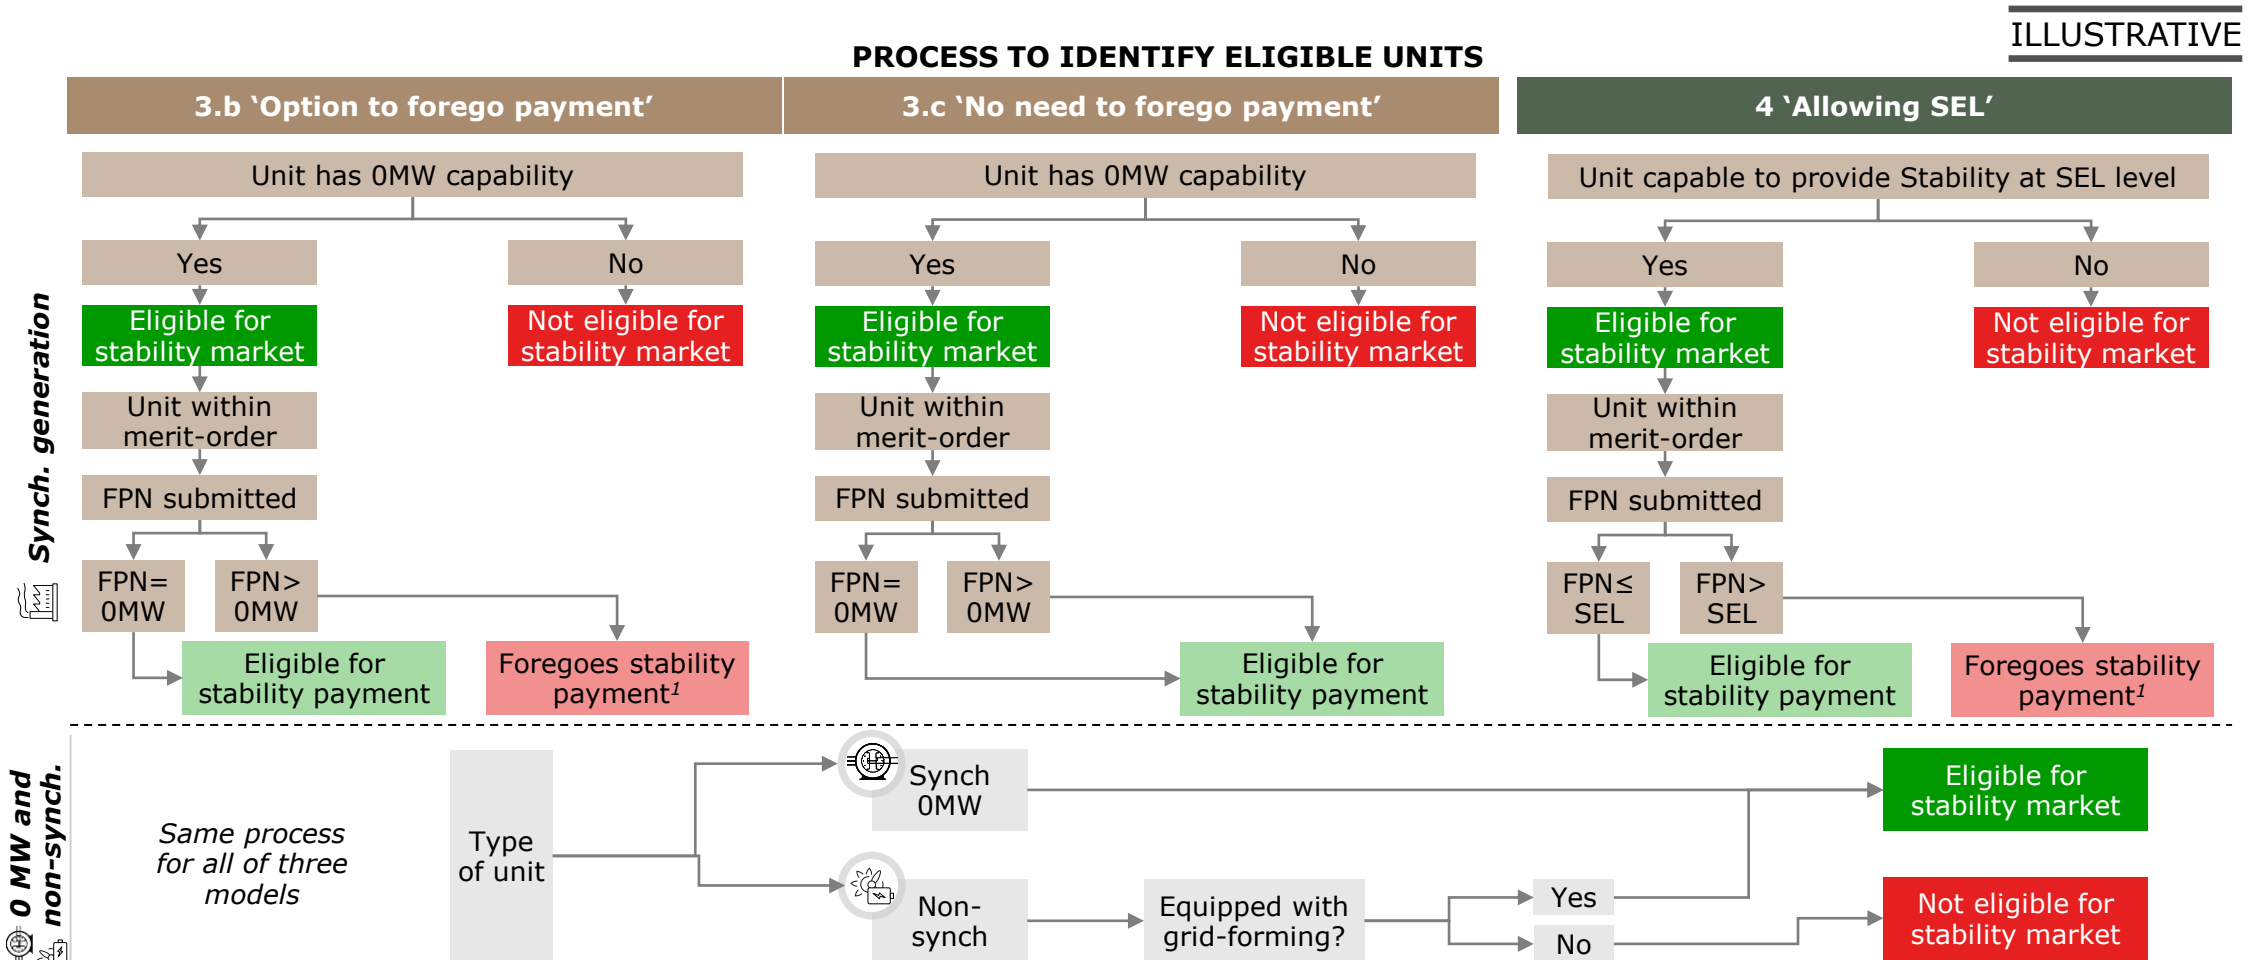 ILLUSTRATIVE
PROCESS TO IDENTIFY ELIGIBLE UNITS
3.b ‘Option to forego payment’
3.c ‘No need to forego payment’
4 ‘Allowing SEL’
Synch. generation
Unit has 0MW capability
Yes
No
Eligible for
stability market
Not eligible for
stability market
Unit within
merit-order
FPN submitted
FPN=
0MW
FPN>
0MW
Eligible for
stability payment
Foregoes stability
payment1
Unit has 0MW capability
Yes
No
Eligible for
stability market
Not eligible for
stability market
Unit within
merit-order
FPN submitted
FPN=
0MW
FPN>
0MW
Eligible for
stability payment
Unit capable to provide Stability at SEL level
Yes
No
Eligible for
stability market
Not eligible for
stability market
Unit within
merit-order
FPN submitted
FPN≤
SEL
FPN>
SEL
Eligible for
stability payment
Foregoes stability
payment1
0 MW and
non-synch.
Same process
for all of three
models
Type
of unit
Synch
0MW
Non-
synch
Equipped with
grid-forming?
Yes
No
Eligible for
stability market
Not eligible for
stability market